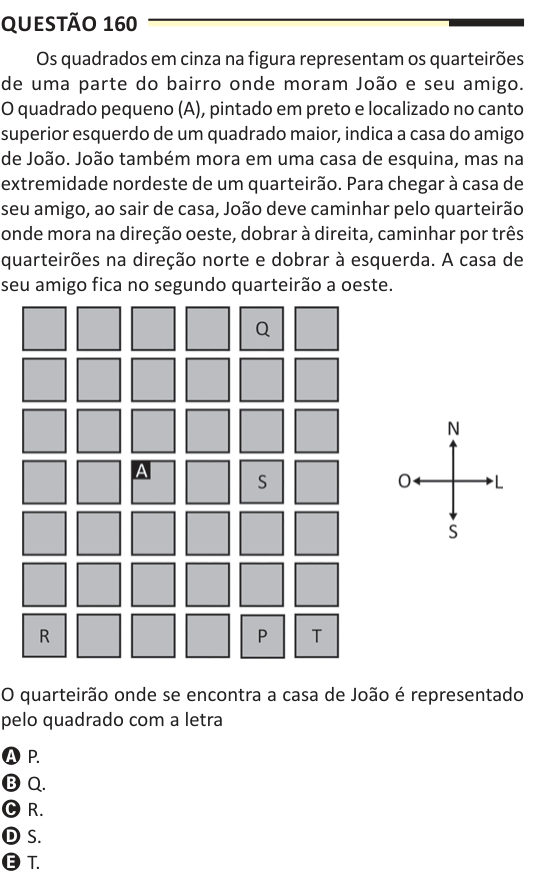 QUESTÃO 160
Os quadrados em cinza na figura representam os quarteirões
de uma parte do bairro onde moram João e seu amigo.
O quadrado pequeno (A), pintado em preto e localizado no canto
superior esquerdo de um quadrado maior, indica a casa do amigo
de João. João também mora em uma casa de esquina, mas na
extremidade nordeste de um quarteirão. Para chegar à casa de
seu amigo, ao sair de casa, João deve caminhar pelo quarteirão
onde mora na direção oeste, dobrar à direita, caminhar por três
quarteirões na direção norte e dobrar à esquerda. A casa de
seu amigo fica no segundo quarteirão a oeste.
Q
A
S
R
P
T
N
O
L
S
O quarteirão onde se encontra a casa de João é representado
pelo quadrado com a letra
A P.
B Q.
C R.
D S.
E T.